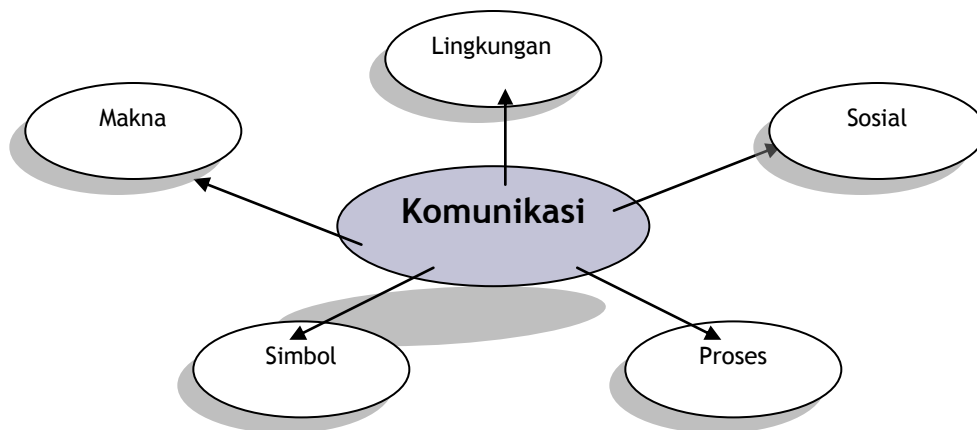 Lingkungan
Makna
Sosial
Komunikasi
Simbol
Proses